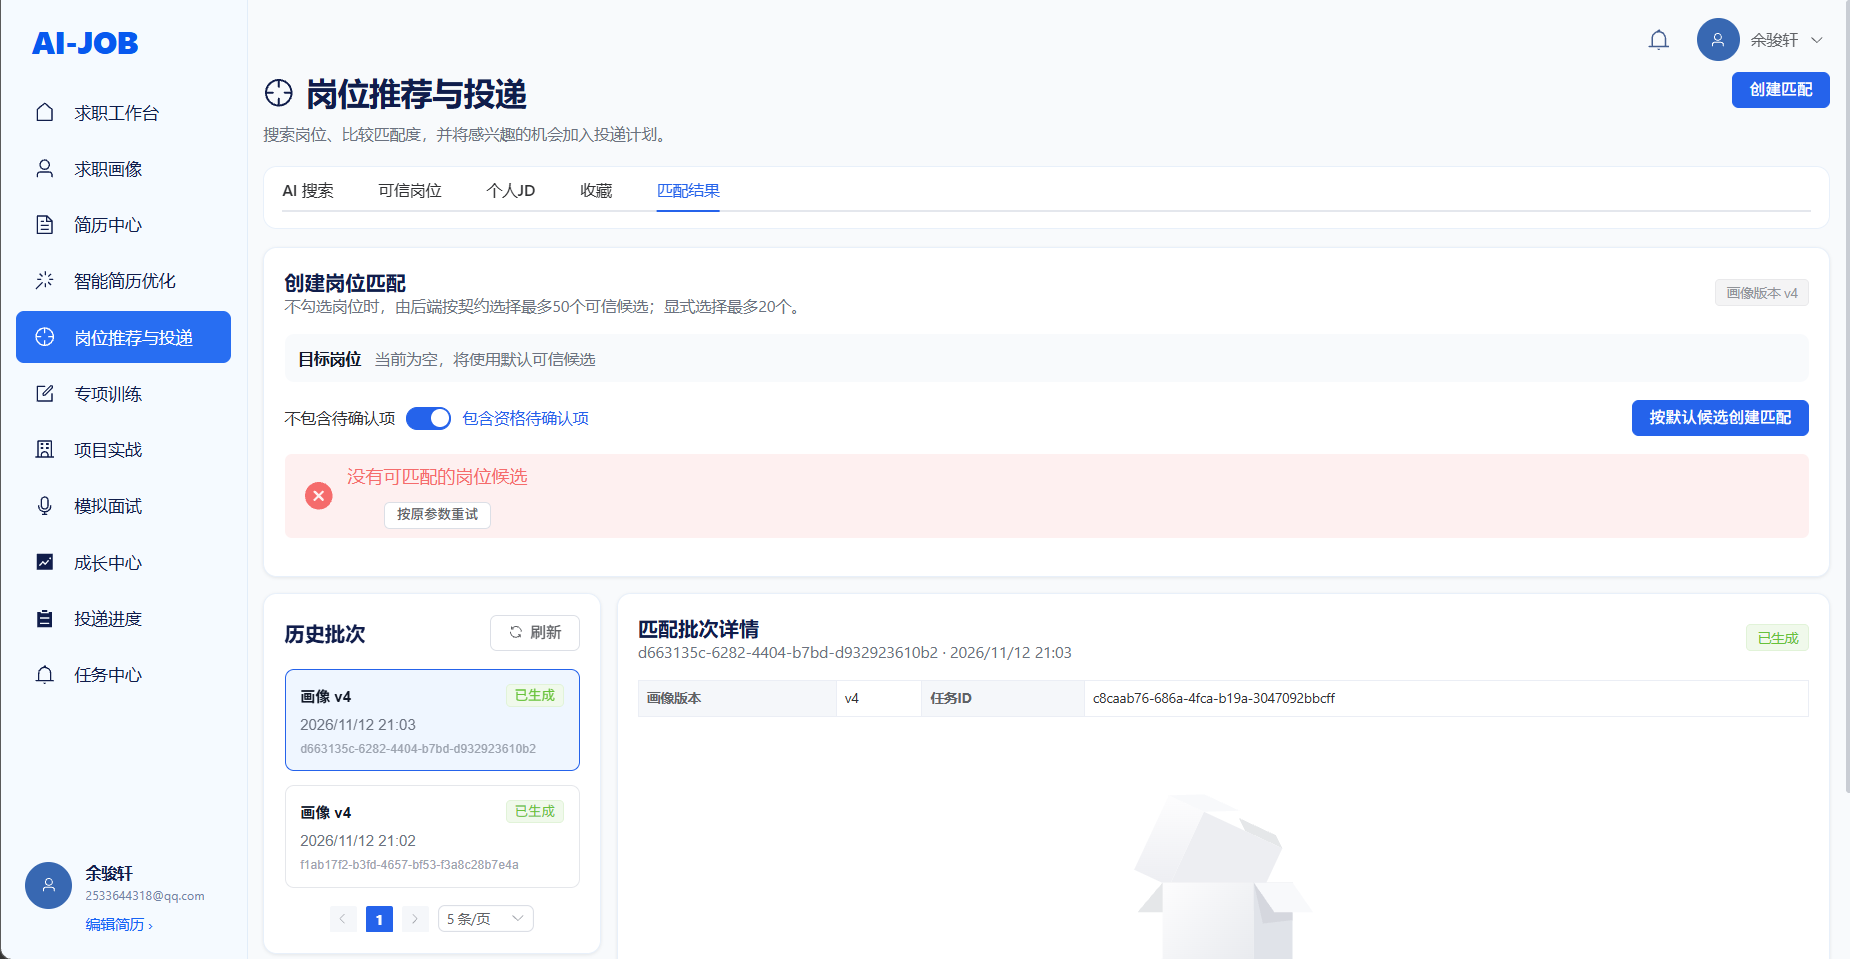 AI-JOB
求职工作台
求职画像
简历中心
智能简历优化
岗位推荐与投递
专项训练
项目实战
模拟面试
成长中心
投递进度
任务中心
余骏轩
2533644318@qq.com
编辑简历 ›
余骏轩
岗位推荐与投递
创建匹配
搜索岗位、比较匹配度，并将感兴趣的机会加入投递计划。
AI 搜索 可信岗位 个人JD 收藏 匹配结果
创建岗位匹配
不勾选岗位时，由后端按契约选择最多50个可信候选；显式选择最多20个。
画像版本 v4
目标岗位 当前为空，将使用默认可信候选
不包含待确认项 包含资格待确认项
按默认候选创建匹配
没有可匹配的岗位候选
按原参数重试
历史批次
刷新
画像 v4 已生成
2026/11/12 21:03
d663135c-6282-4404-b7bd-d932923610b2
画像 v4 已生成
2026/11/12 21:02
f1ab17f2-b3fd-4657-bf53-f3a8c28b7e4a
1 5 条/页
匹配批次详情
d663135c-6282-4404-b7bd-d932923610b2 · 2026/11/12 21:03
已生成
画像版本 v4 任务ID c8caab76-686a-4fca-b19a-3047092bbcff